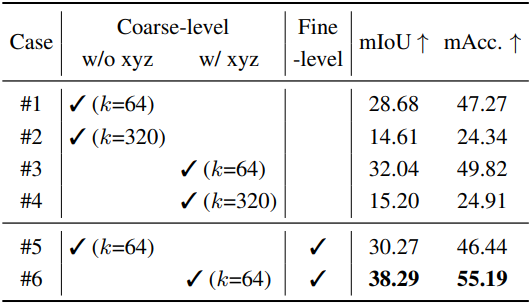 Case Coarse-level Fine -level mIoU ↑ mAcc. ↑
w/o xyz w/ xyz
#1 ✓ (k=64) 28.68 47.27
#2 ✓ (k=320) 14.61 24.34
#3 ✓ (k=64) 32.04 49.82
#4 ✓ (k=320) 15.20 24.91
#5 ✓ (k=64) ✓ 30.27 46.44
#6 ✓ (k=64) ✓ 38.29 55.19